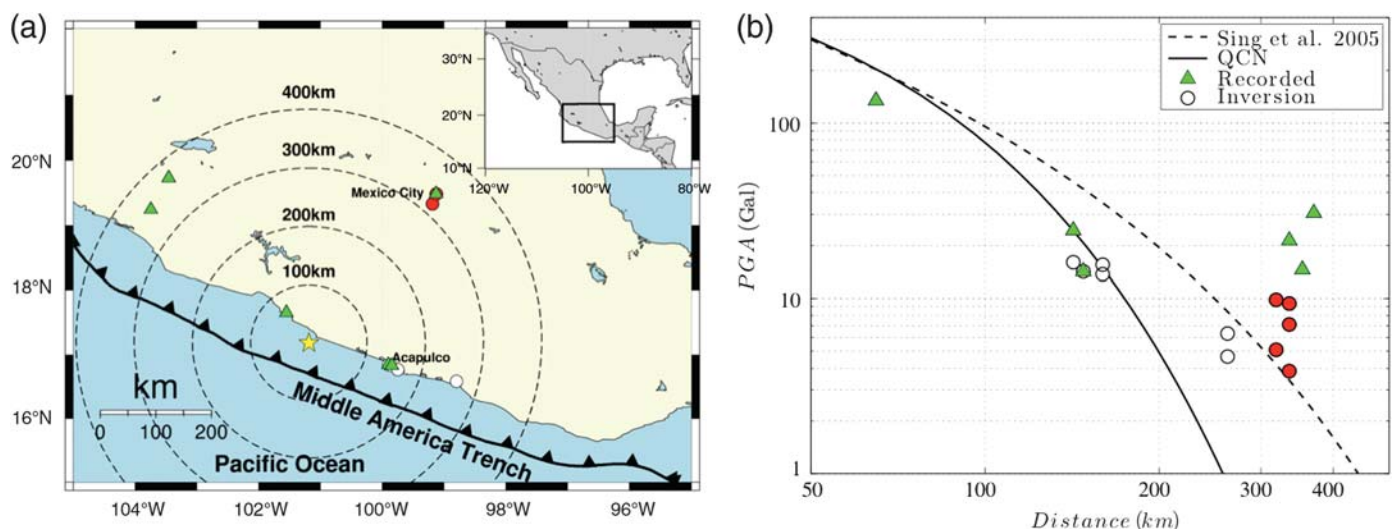 (a)
400km
300km
200km
100km
Mexico City
Acapulco
km
0 100 200
Middle America Trench
Pacific Ocean
20°N
18°N
16°N
104°W 102°W 100°W 98°W 96°W
30°N
20°N
10°N
120°W 100°W 80°W
(b)
Sing et al. 2005
QCN
Recorded
Inversion
PGA (Gal)
100
10
1
50 100 200 300 400
Distance (km)